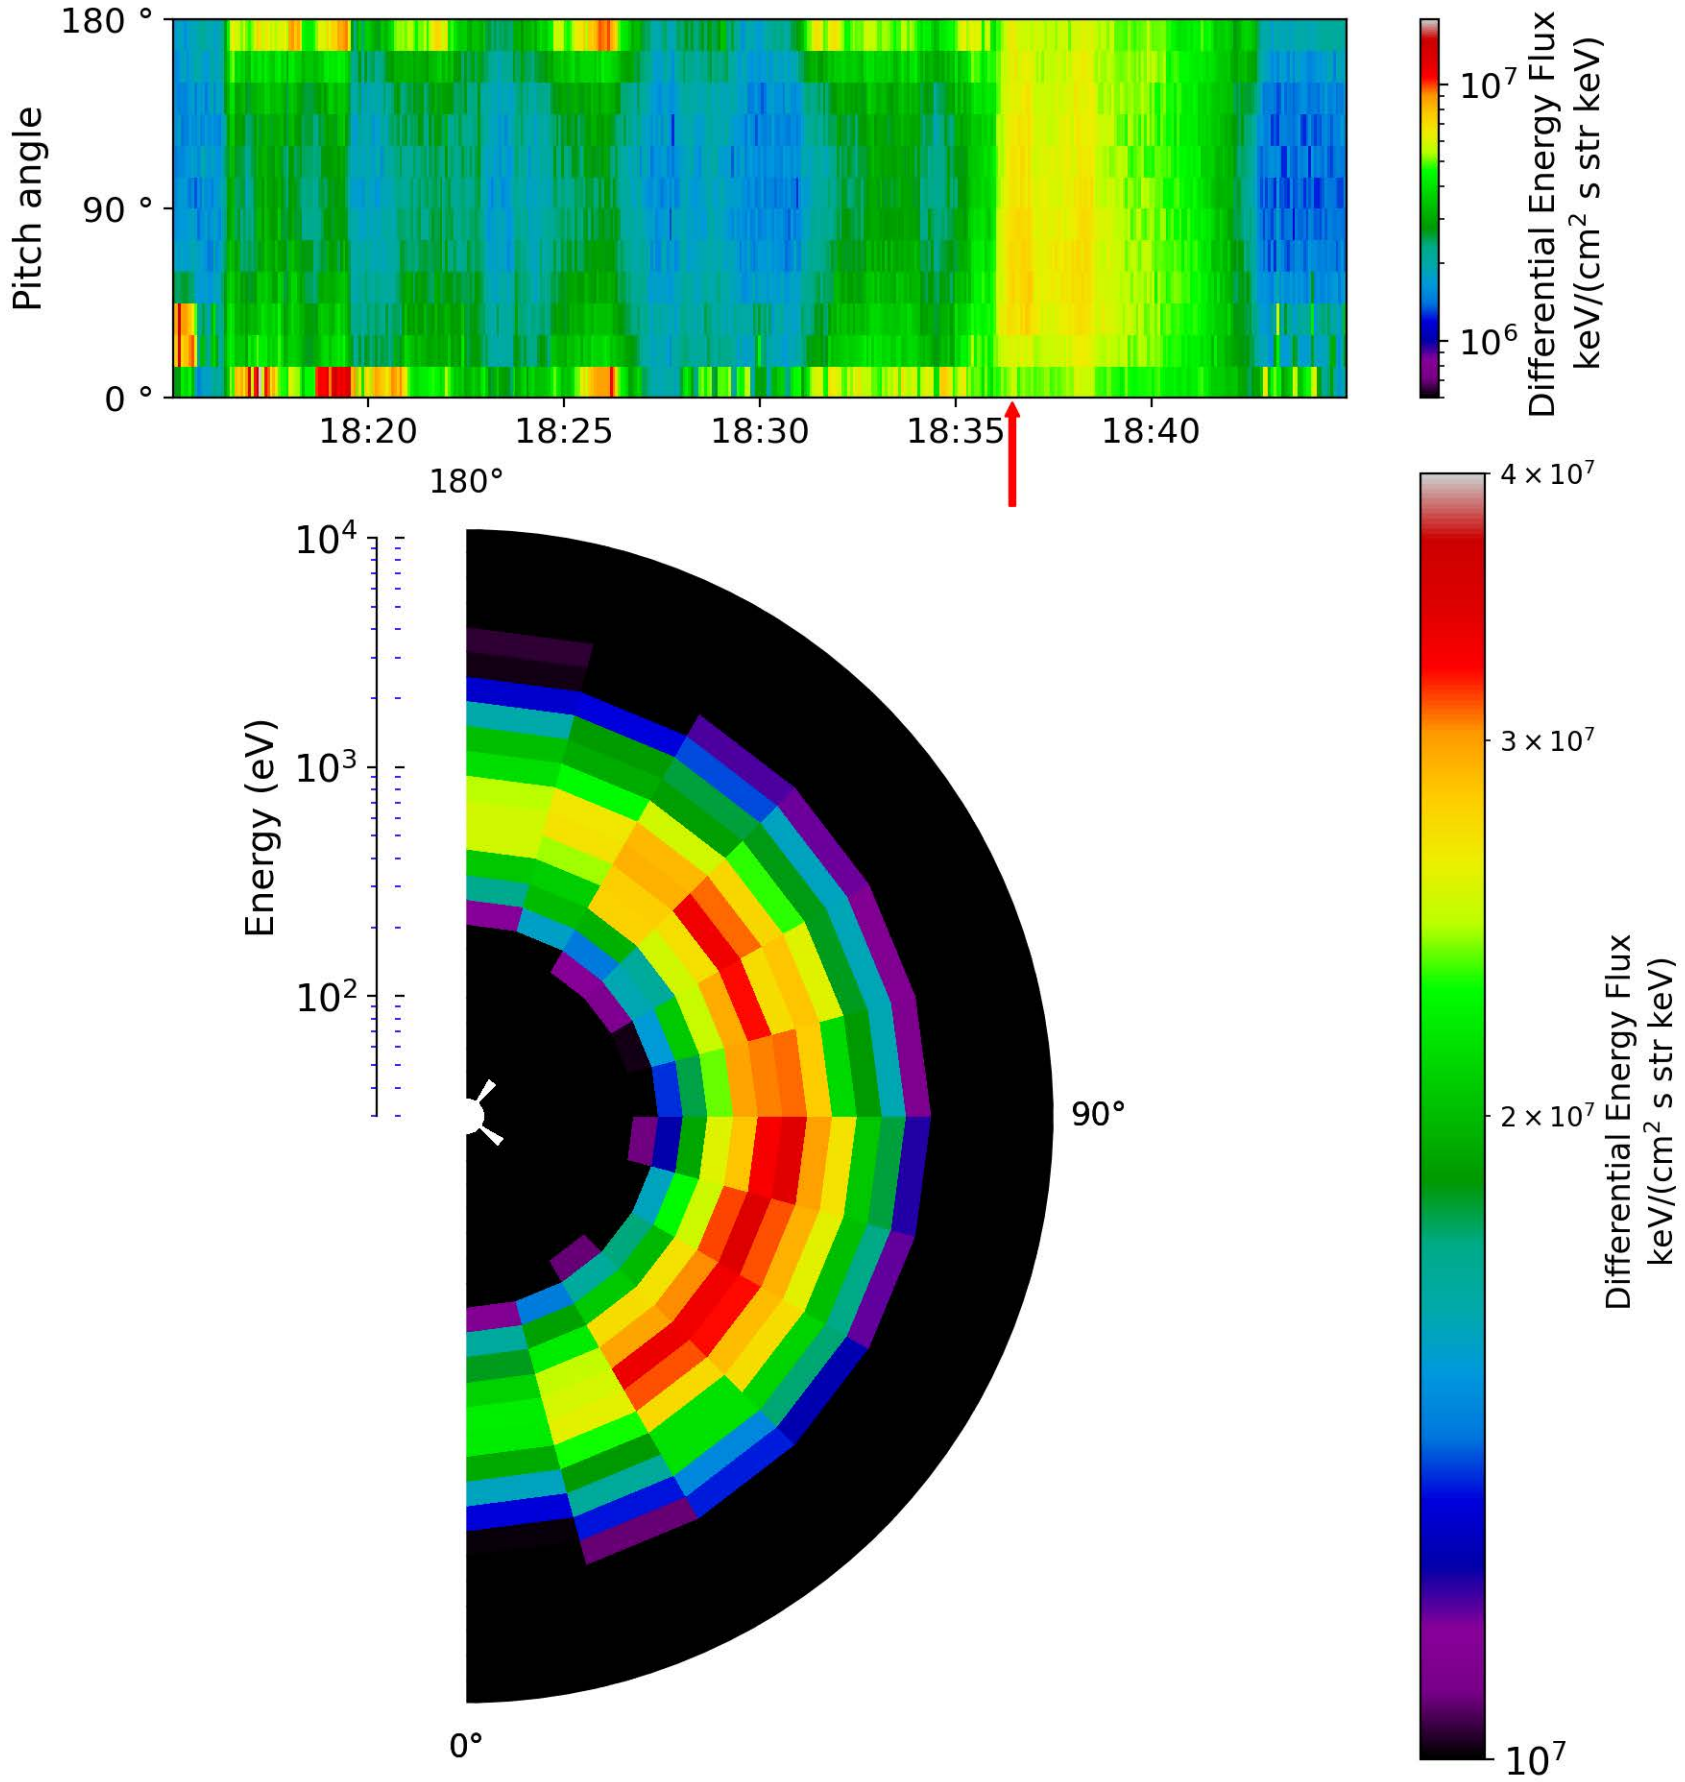 180 °
90 °
0 °
Pitch angle
18:20
18:25
18:30
18:35
18:40
10⁷
10⁶
Differential Energy Flux
keV/(cm² s str keV)
180°
10⁴
10³
10²
Energy (eV)
90°
0°
4 × 10⁷
3 × 10⁷
2 × 10⁷
10⁷
Differential Energy Flux
keV/(cm² s str keV)